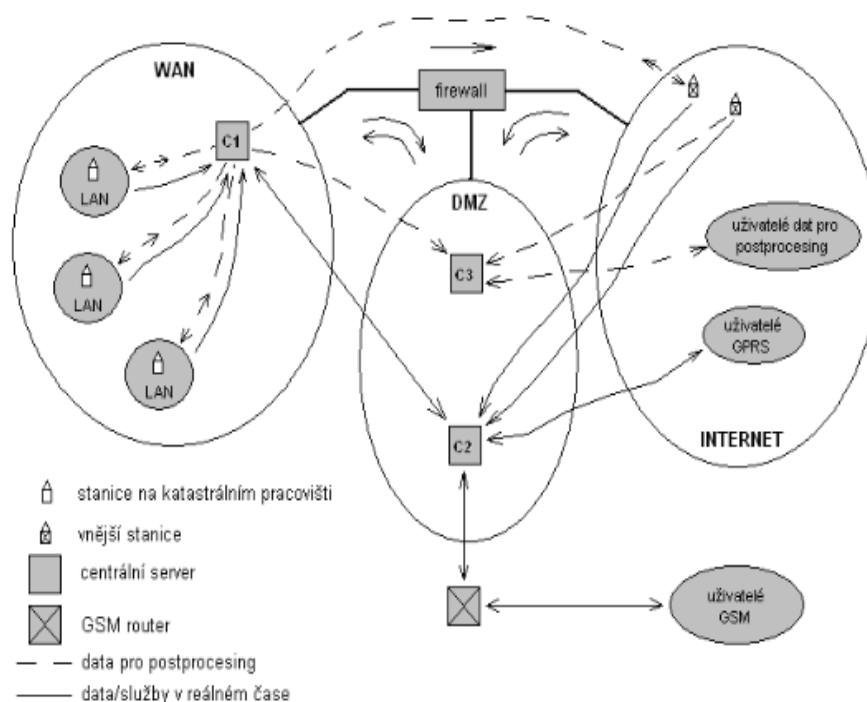 WAN
firewall
C1
LAN
LAN
LAN
DMZ
C3
C2
uživatelé dat pro
postprocesing
uživatelé
GPRS
INTERNET
uživatelé
GSM
stanice na katastrálním pracovišti
vnější stanice
centrální server
GSM router
data pro postprocesing
data/služby v reálném čase